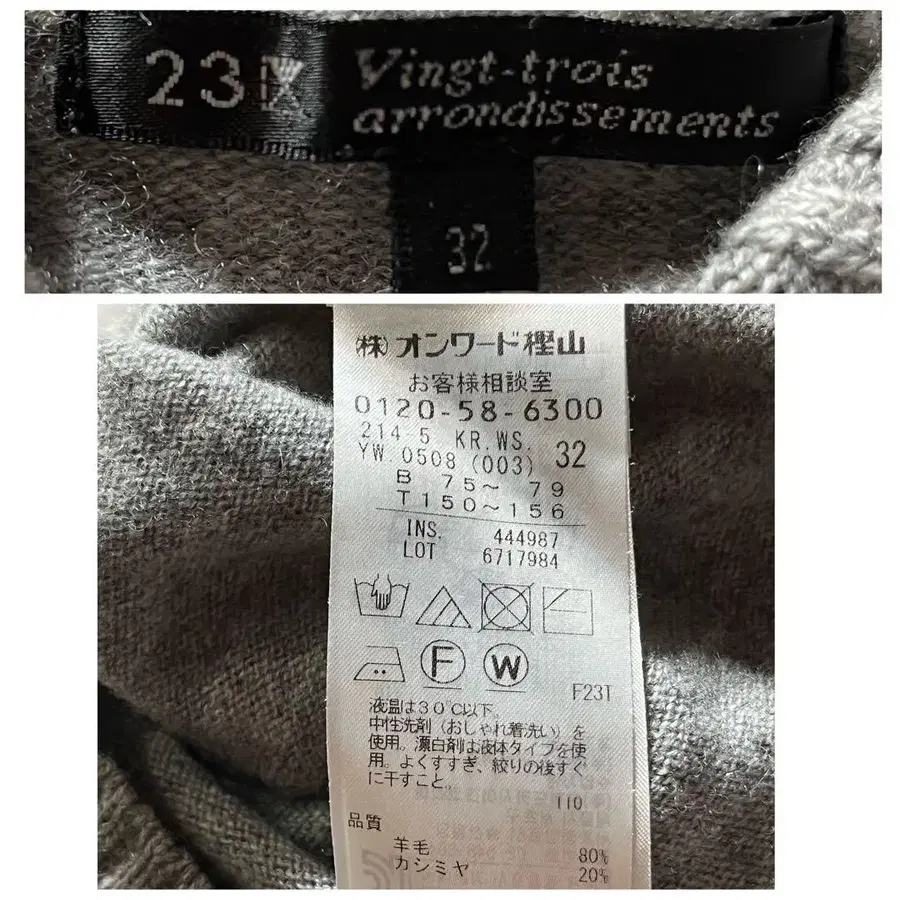 23区
Vingt-trois
arrondissements
32
(株)オンワード樫山
お客様相談室
0120-58-6300
214-5 KR.WS.
YW.0508 (003) 32
B 75～ 79
T150～156
INS. 444987
LOT 6717984
F W
F23T
液温は30℃以下。
中性洗剤(おしゃれ着洗い)を
使用。漂白剤は液体タイプを使
用。よくすすぎ、絞りの後すぐ
に干すこと。
110
品質
羊毛 80%
カシミヤ 20%